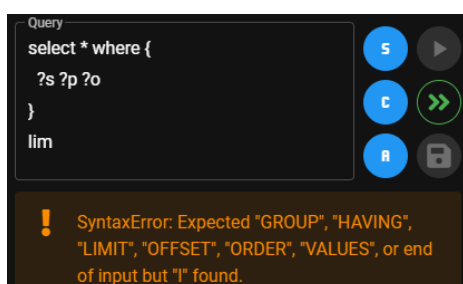 Query
select * where {
?s ?p ?o
}
lim
S
C
A
SyntaxError: Expected "GROUP", "HAVING",
"LIMIT", "OFFSET", "ORDER", "VALUES", or end
of input but "l" found.